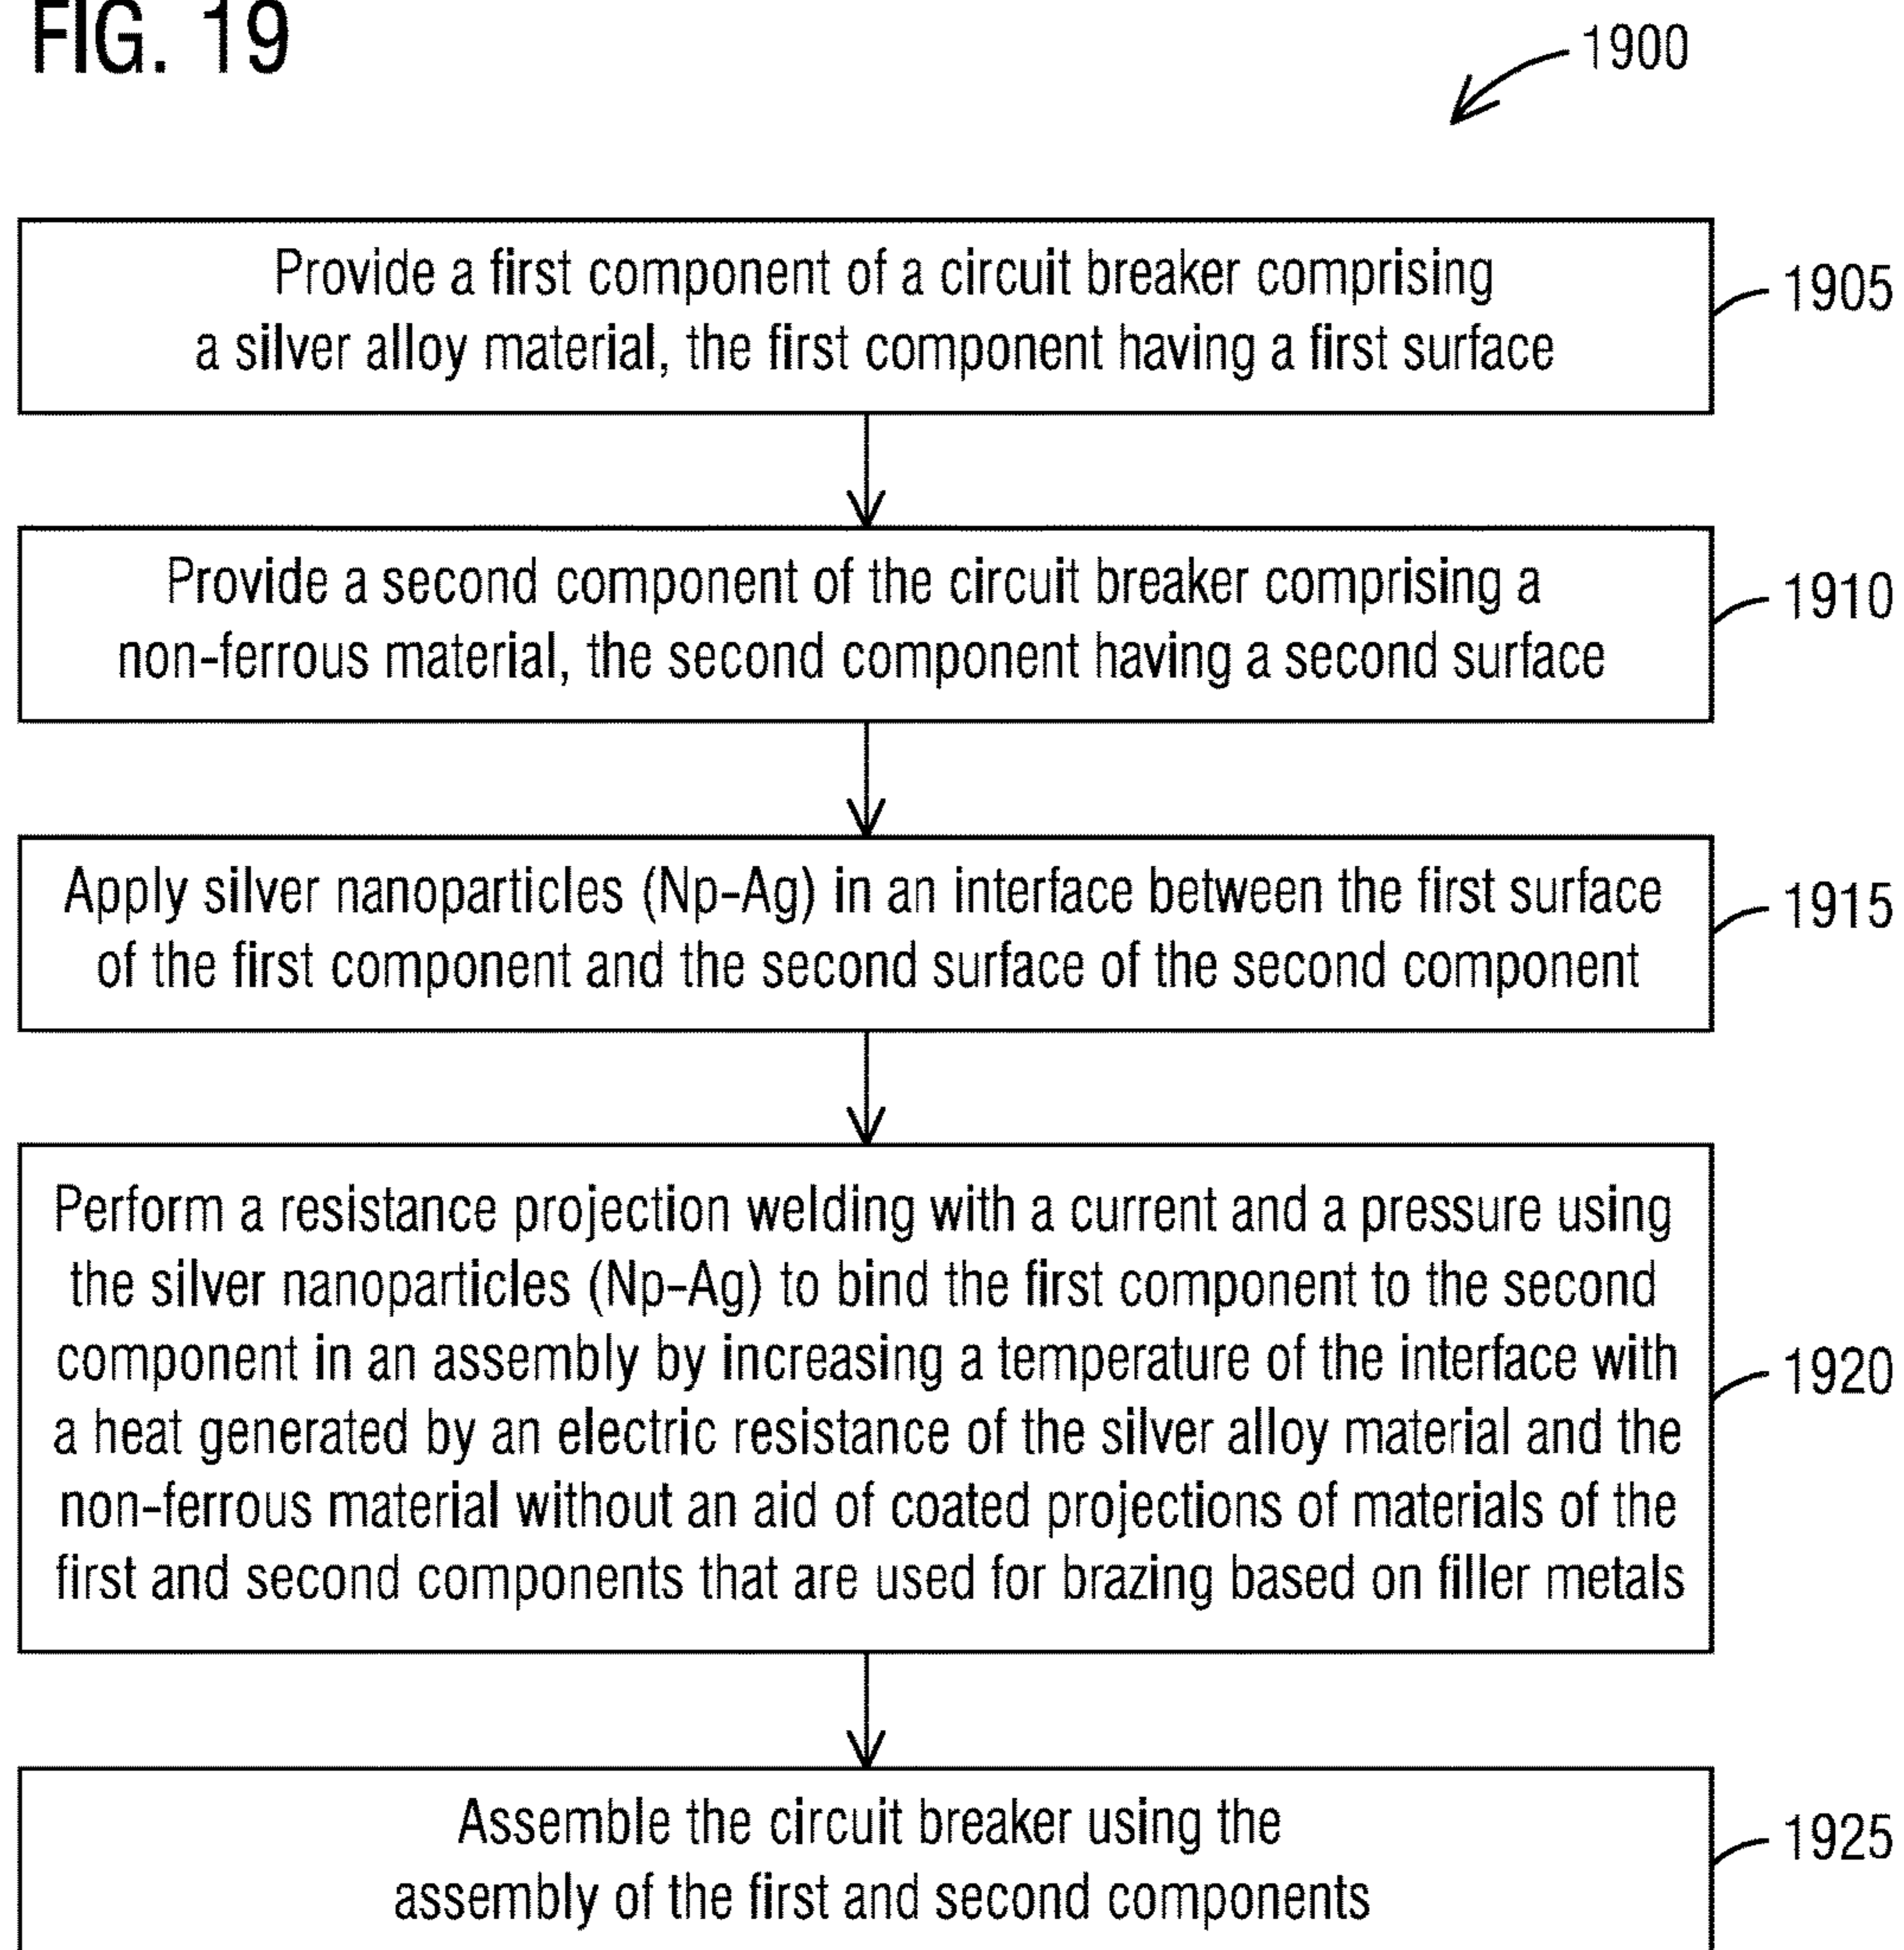 FIG. 19
1900
Provide a first component of a circuit breaker comprising
a silver alloy material, the first component having a first surface
1905
Provide a second component of the circuit breaker comprising a
non-ferrous material, the second component having a second surface
1910
Apply silver nanoparticles (Np-Ag) in an interface between the first surface
of the first component and the second surface of the second component
1915
Perform a resistance projection welding with a current and a pressure using
the silver nanoparticles (Np-Ag) to bind the first component to the second
component in an assembly by increasing a temperature of the interface with
a heat generated by an electric resistance of the silver alloy material and the
non-ferrous material without an aid of coated projections of materials of the
first and second components that are used for brazing based on filler metals
1920
Assemble the circuit breaker using the
assembly of the first and second components
1925